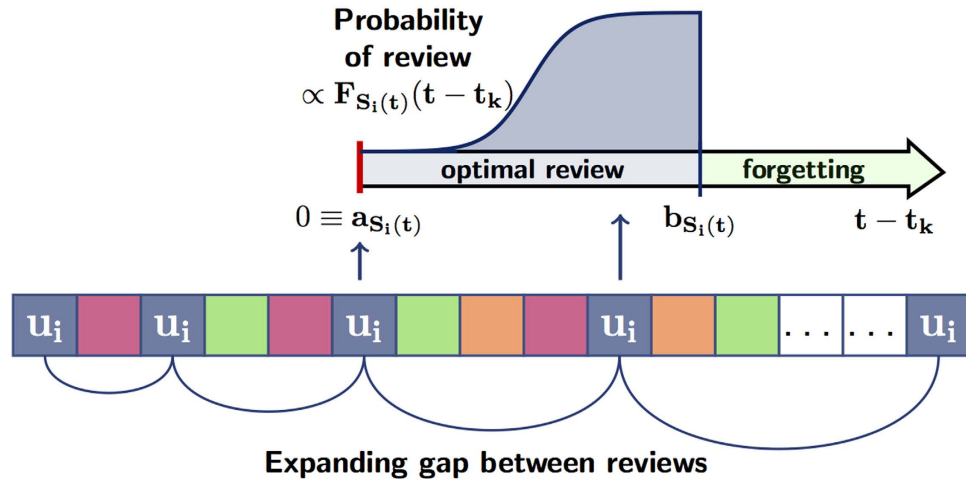 Probability
of review
∝ F_{S_i(t)}(t − t_k)
optimal review forgetting
0 ≡ a_{S_i(t)} b_{S_i(t)} t − t_k
u_i u_i u_i u_i . . . . . . u_i
Expanding gap between reviews